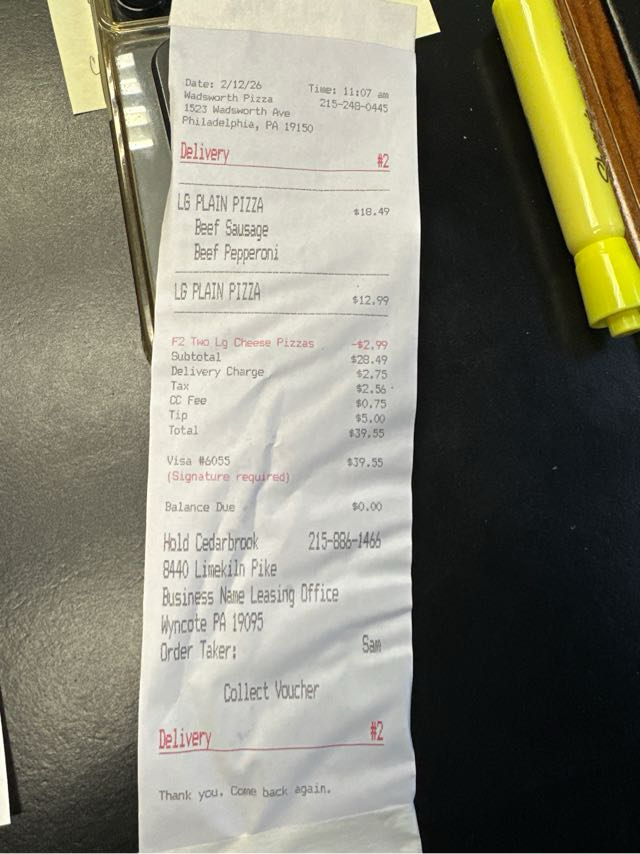 Date: 2/12/26 Time: 11:07 am
Wadsworth Pizza 215-248-0445
1523 Wadsworth Ave
Philadelphia, PA 19150
Delivery #2
LG PLAIN PIZZA $18.49
Beef Sausage
Beef Pepperoni
LG PLAIN PIZZA $12.99
F2 Two Lg Cheese Pizzas -$2.99
Subtotal $28.49
Delivery Charge $2.75
Tax $2.56
CC Fee $0.75
Tip $5.00
Total $39.55
Visa #6055 $39.55
(Signature required)
Balance Due $0.00
Hold Cedarbrook 215-886-1466
8440 Limekiln Pike
Business Name Leasing Office
Wyncote PA 19095
Order Taker: Sam
Collect Voucher
Delivery #2
Thank you. Come back again.
Sharpie